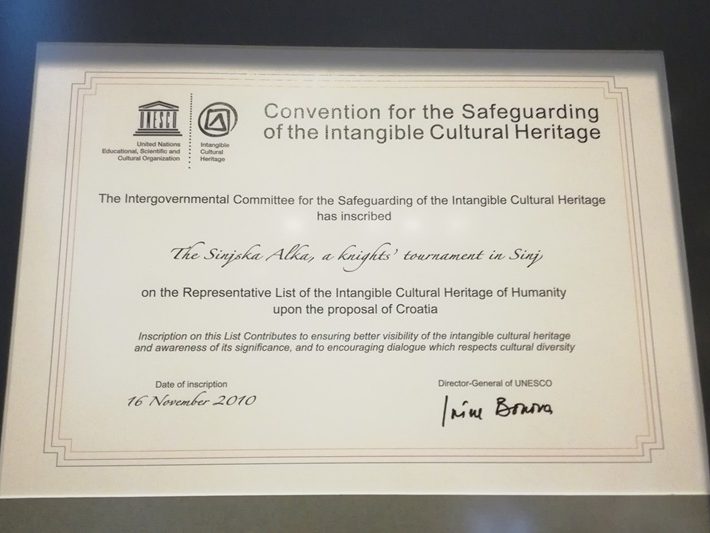 UNESCO
United Nations
Educational, Scientific and
Cultural Organization
Intangible
Cultural
Heritage
Convention for the Safeguarding
of the Intangible Cultural Heritage
The Intergovernmental Committee for the Safeguarding of the Intangible Cultural Heritage
has inscribed
The Sinjska Alka, a knights' tournament in Sinj
on the Representative List of the Intangible Cultural Heritage of Humanity
upon the proposal of Croatia
Inscription on this List Contributes to ensuring better visibility of the intangible cultural heritage
and awareness of its significance, and to encouraging dialogue which respects cultural diversity
Date of inscription
16 November 2010
Director-General of UNESCO